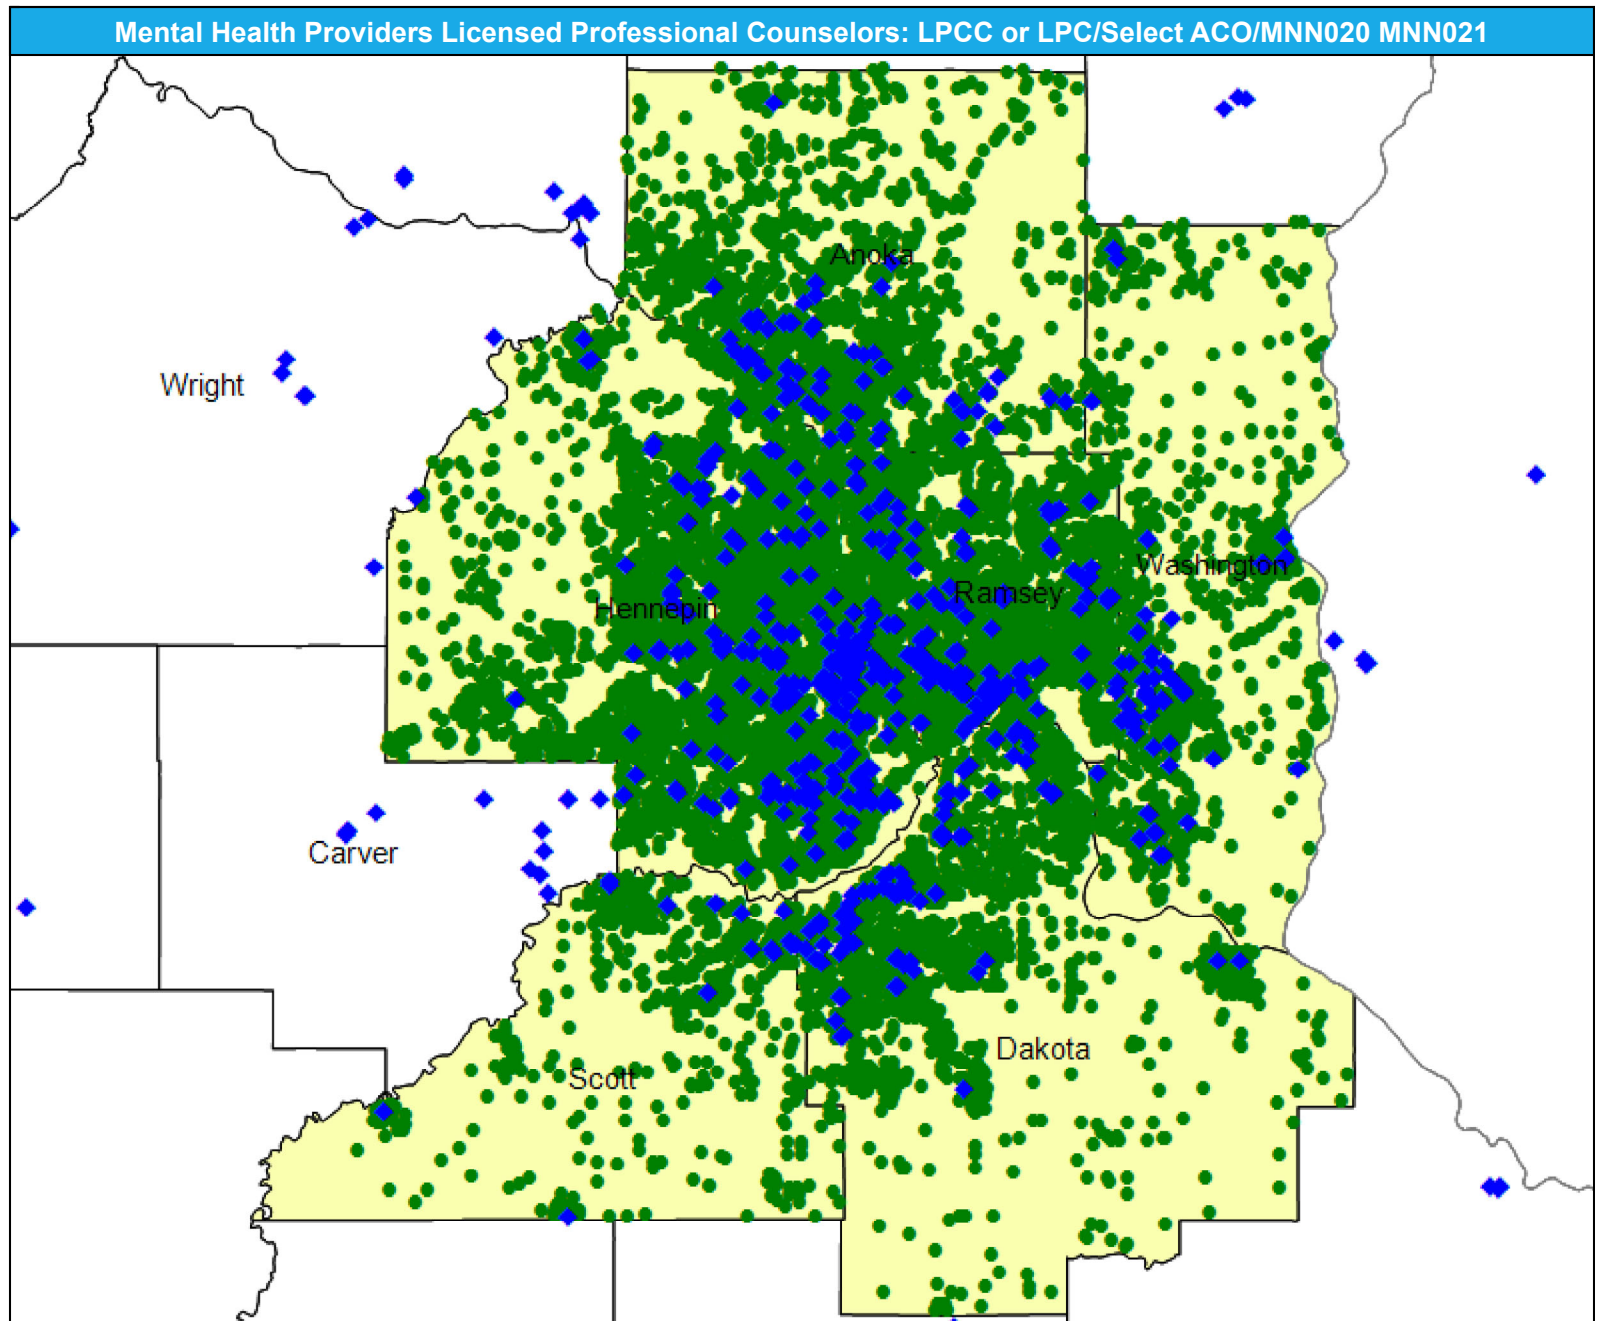 Mental Health Providers Licensed Professional Counselors: LPCC or LPC/Select ACO/MNN020 MNN021
Anoka
Wright
Washington
Ramsey
Hennepin
Carver
Dakota
Scott